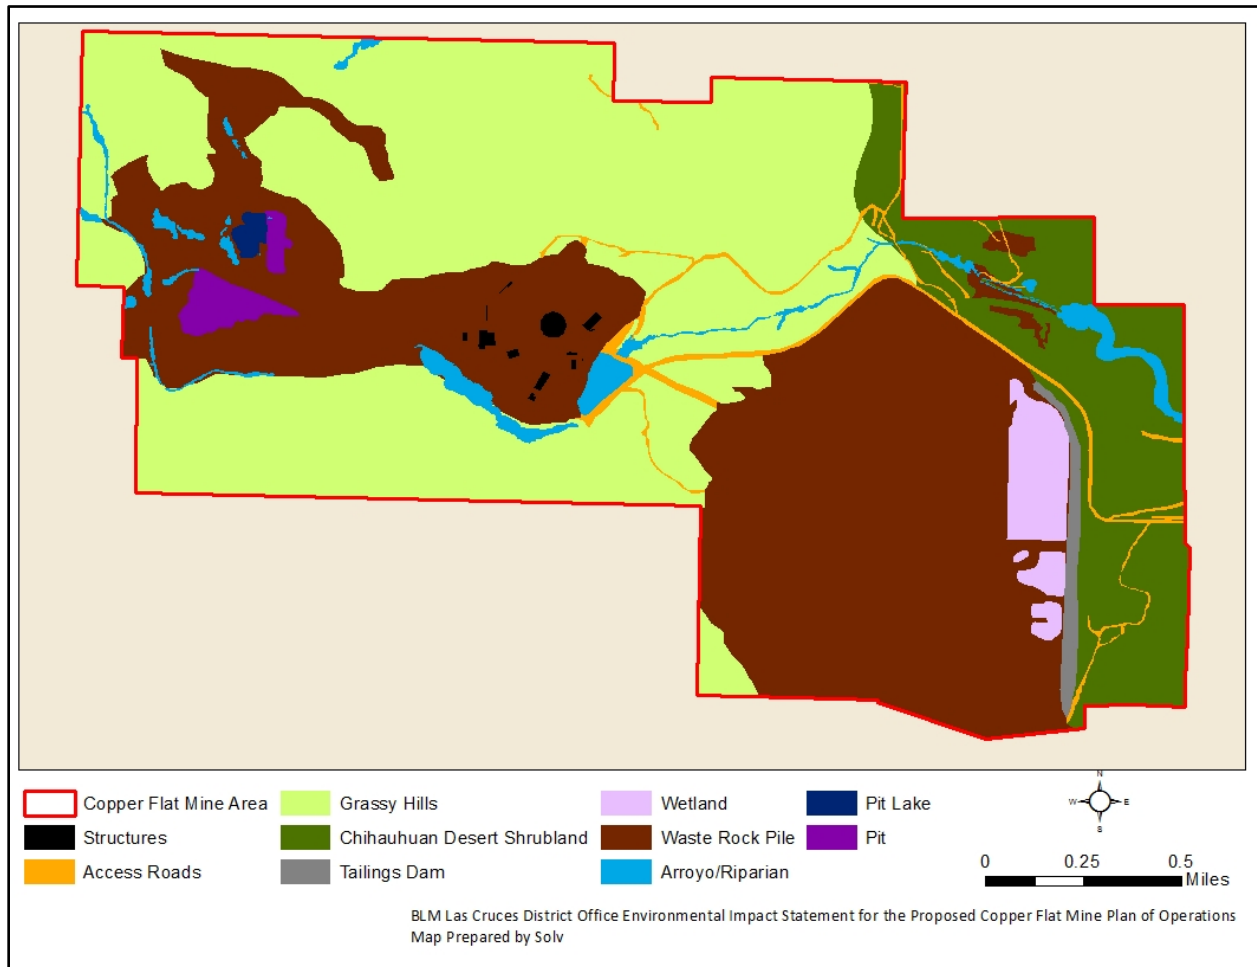 Copper Flat Mine Area
Grassy Hills
Wetland
Pit Lake
Structures
Chihauhuan Desert Shrubland
Waste Rock Pile
Pit
Access Roads
Tailings Dam
Arroyo/Riparian
N
W E
S
0 0.25 0.5
Miles
BLM Las Cruces District Office Environmental Impact Statement for the Proposed Copper Flat Mine Plan of Operations
Map Prepared by Solv